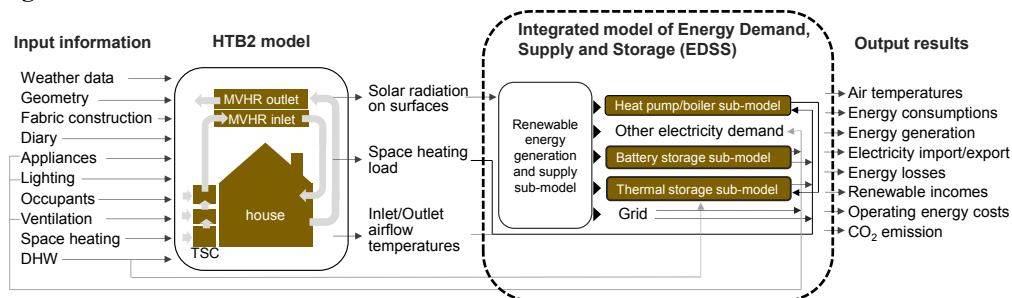 Input information
Weather data
Geometry
Fabric construction
Diary
Appliances
Lighting
Occupants
Ventilation
Space heating
DHW
HTB2 model
MVHR outlet
MVHR inlet
house
TSC
Solar radiation
on surfaces
Space heating
load
Inlet/Outlet
airflow
temperatures
Integrated model of Energy Demand,
Supply and Storage (EDSS)
Renewable
energy
generation
and supply
sub-model
Heat pump/boiler sub-model
Other electricity demand
Battery storage sub-model
Thermal storage sub-model
Grid
Output results
Air temperatures
Energy consumptions
Energy generation
Electricity import/export
Energy losses
Renewable incomes
Operating energy costs
CO₂ emission